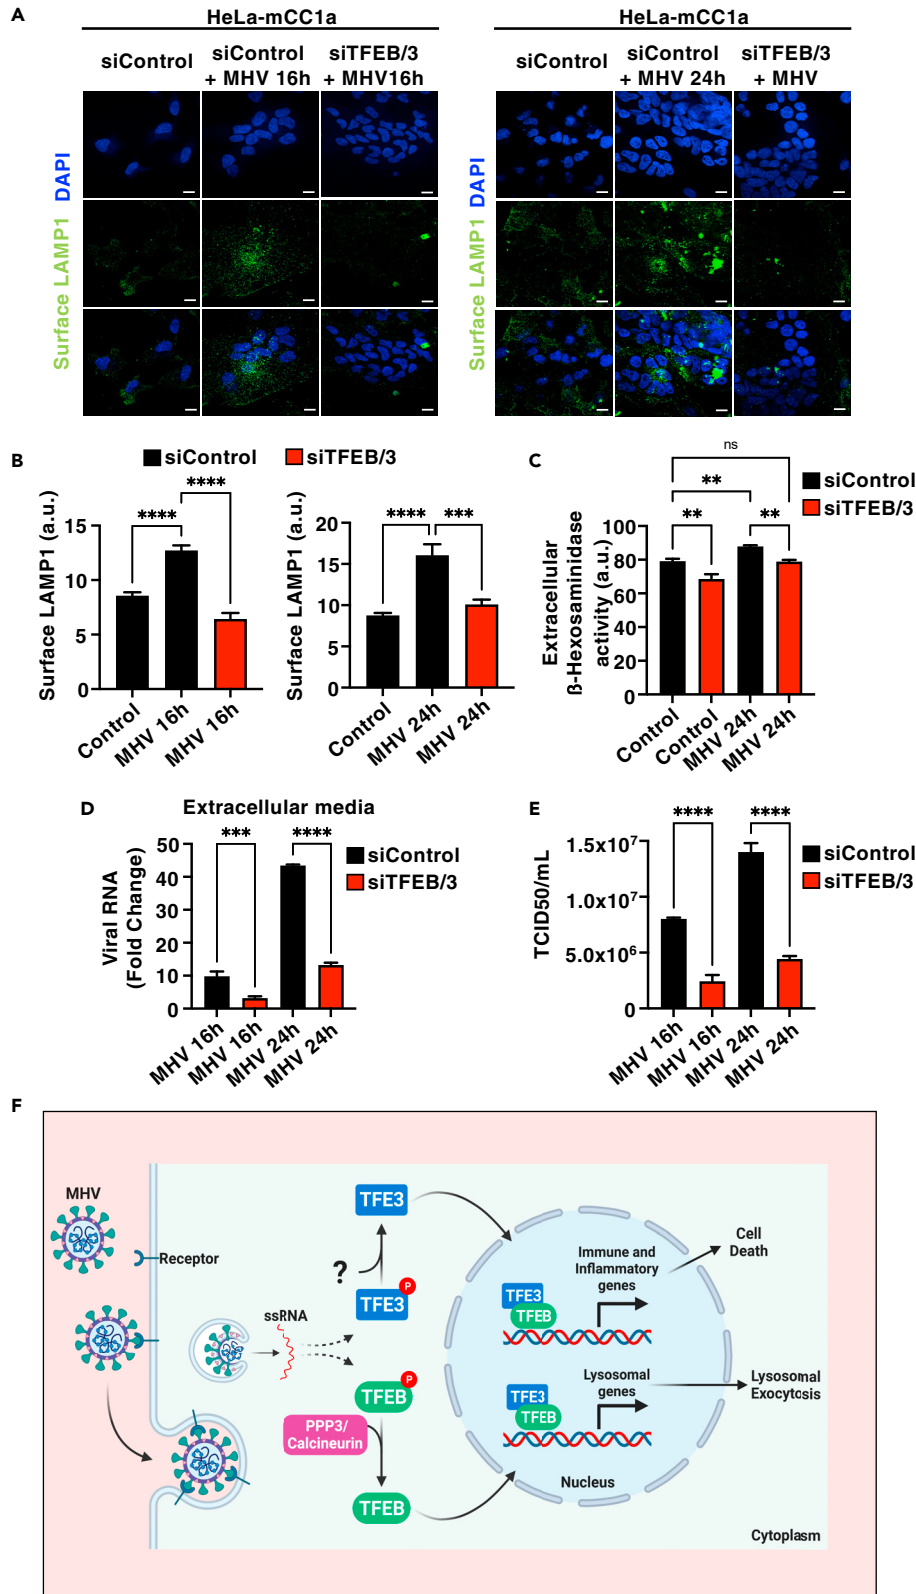 A
HeLa-mCC1a
HeLa-mCC1a
siControl
siControl
+ MHV 16h
siTFEB/3
+ MHV16h
siControl
siControl
+ MHV 24h
siTFEB/3
+ MHV
Surface LAMP1 DAPI
Surface LAMP1 DAPI
B
siControl
siTFEB/3
Surface LAMP1 (a.u.)
15
10
5
0
****
****
Control
MHV 16h
MHV 16h
Surface LAMP1 (a.u.)
20
15
10
5
0
****
***
Control
MHV 24h
MHV 24h
C
ns
**
**
**
siControl
siTFEB/3
Extracellular
ß-Hexosaminidase
activity (a.u.)
100
80
60
40
20
0
Control
Control
MHV 24h
MHV 24h
D
Extracellular media
***
****
siControl
siTFEB/3
Viral RNA
(Fold Change)
50
40
30
20
10
0
MHV 16h
MHV 16h
MHV 24h
MHV 24h
E
****
****
siControl
siTFEB/3
TCID50/mL
1.5x10⁷
1.0x10⁷
5.0x10⁶
0
MHV 16h
MHV 16h
MHV 24h
MHV 24h
F
MHV
Receptor
ssRNA
TFE3
?
P
TFE3
P
TFEB
PPP3/
Calcineurin
TFEB
Immune and
Inflammatory
genes
TFE3
TFEB
Cell
Death
Lysosomal
genes
TFE3
TFEB
Lysosomal
Exocytosis
Nucleus
Cytoplasm